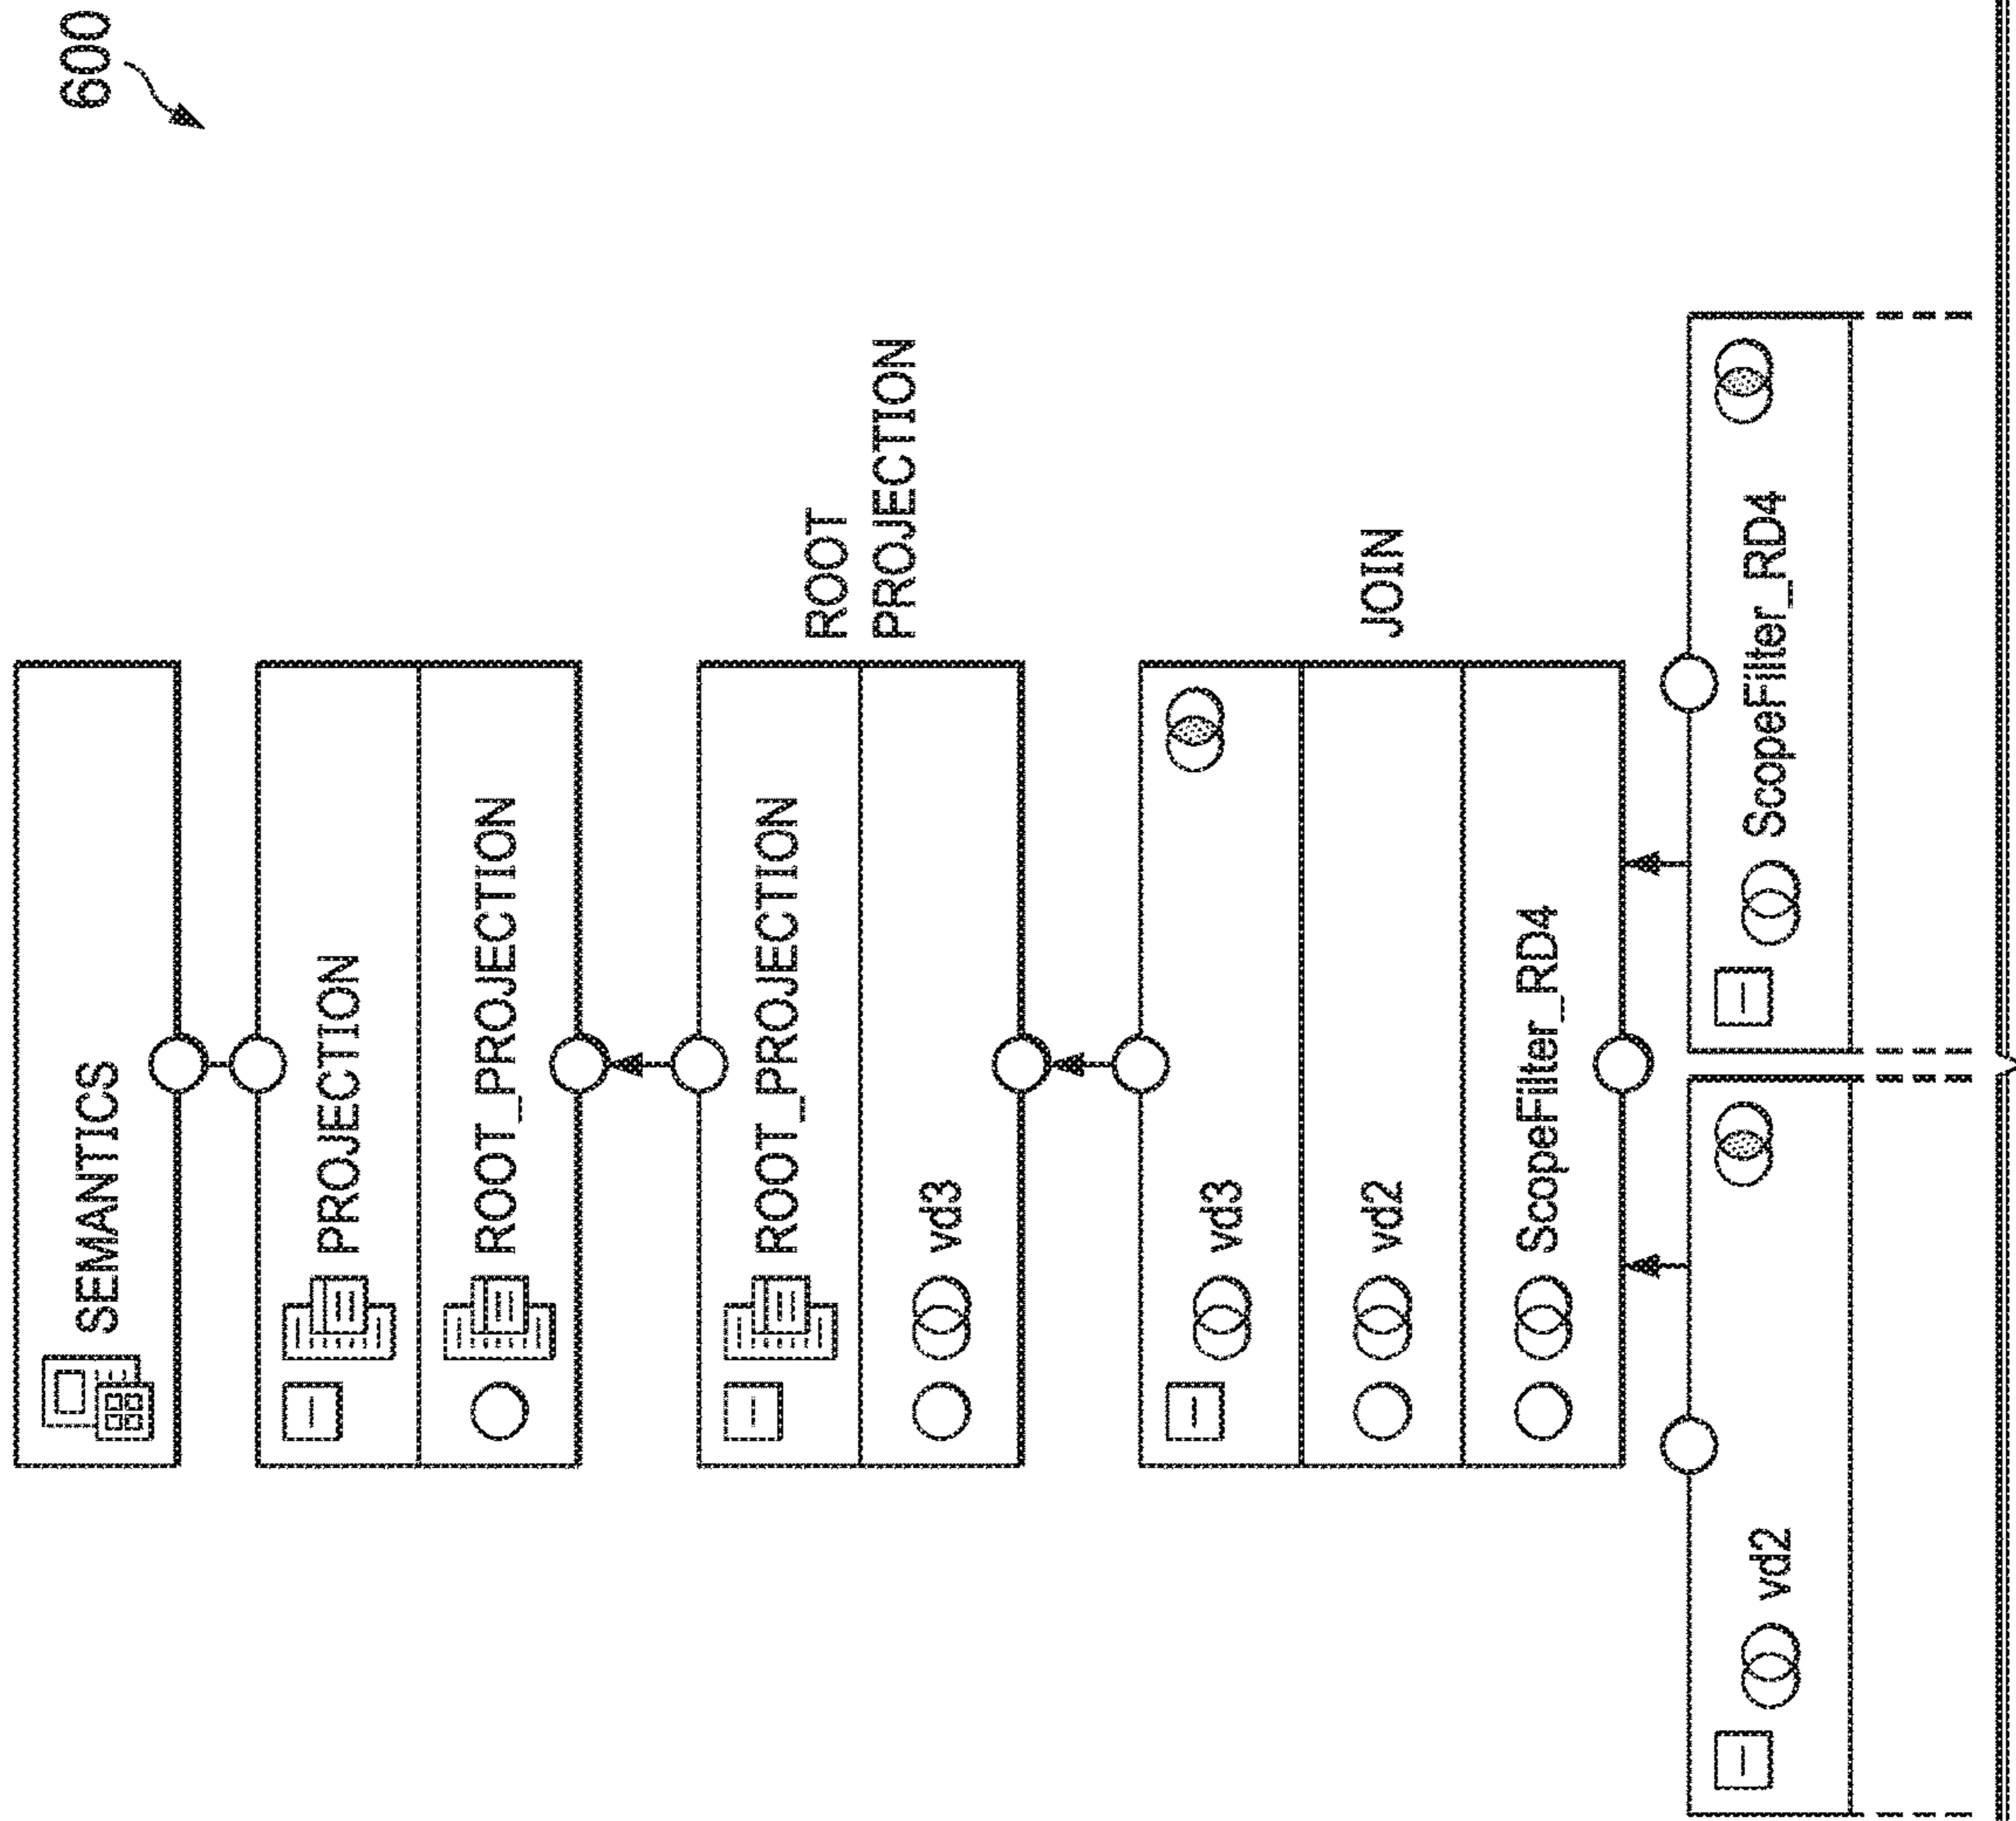 600
SEMANTICS
PROJECTION
ROOT_PROJECTION
ROOT_PROJECTION
vd3
ROOT
PROJECTION
vd3
vd2
ScopeFilter_RD4
JOIN
vd2
ScopeFilter_RD4